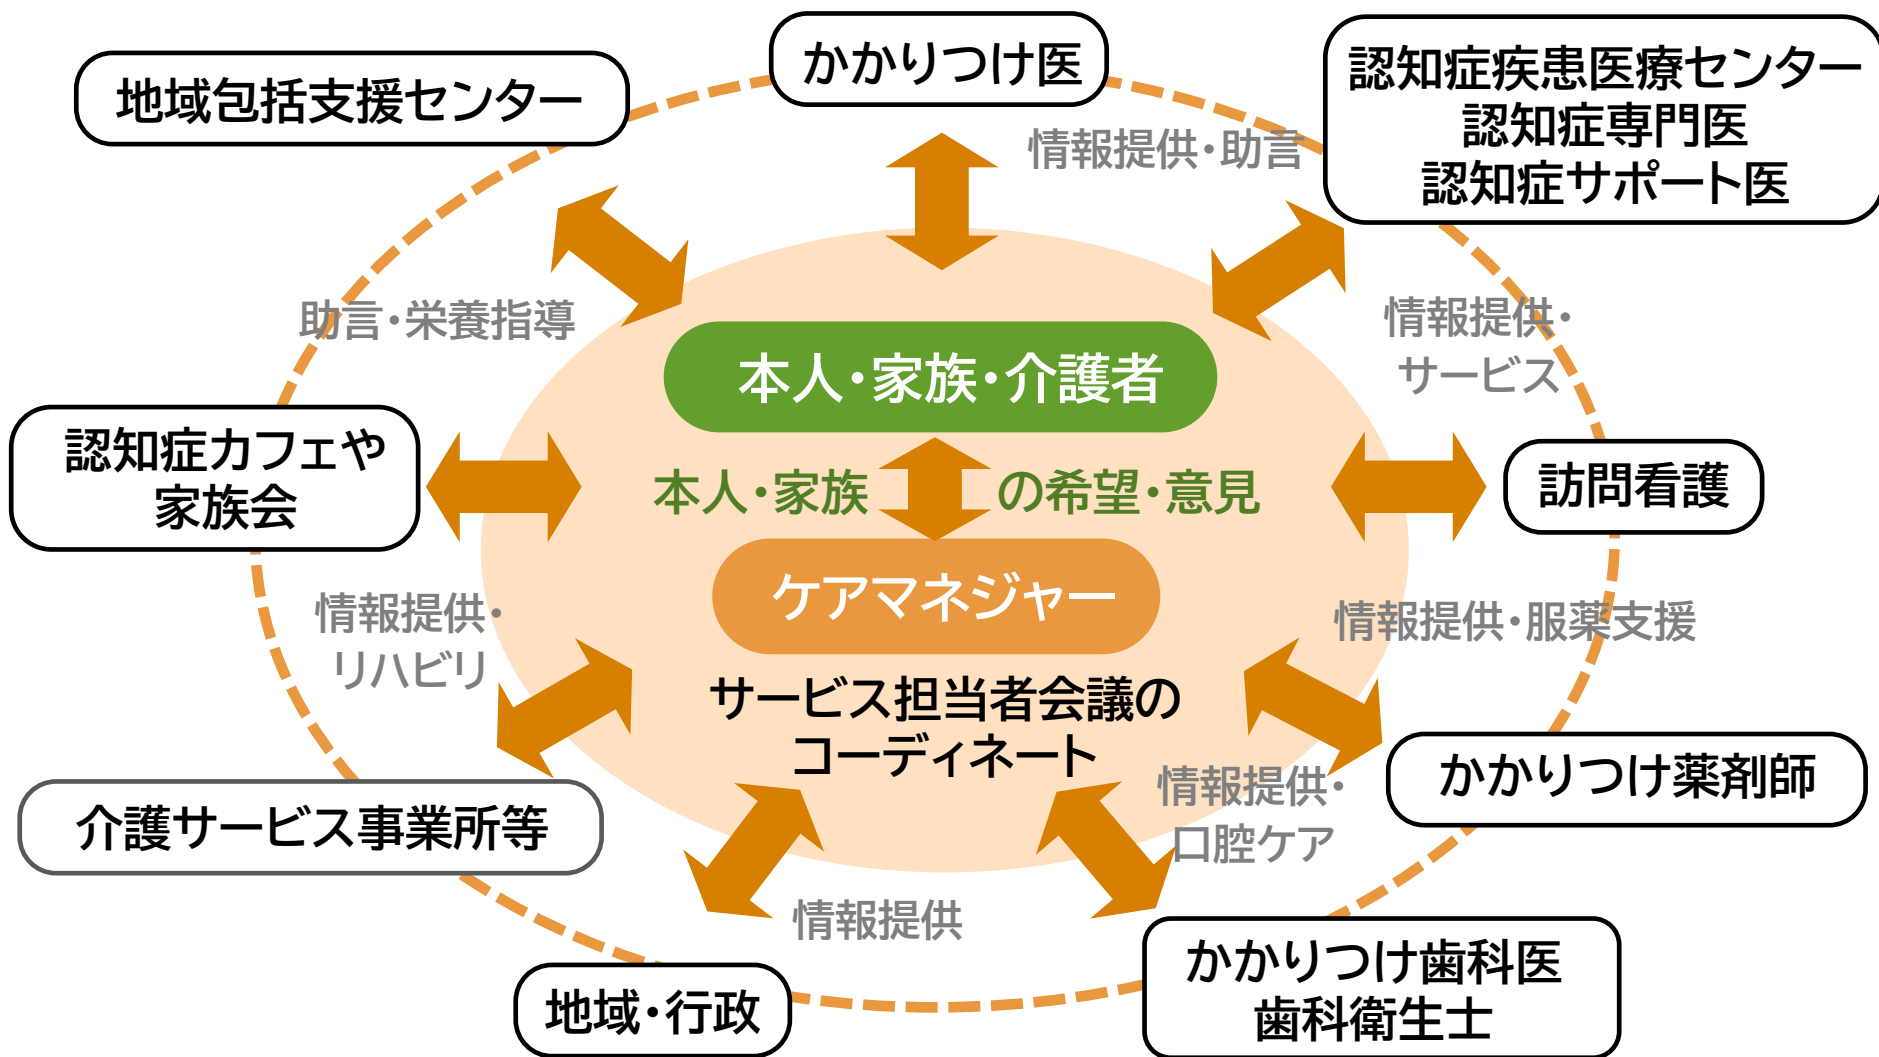 かかりつけ医
認知症疾患医療センター
認知症専門医
認知症サポート医
地域包括支援センター
情報提供・助言
助言・栄養指導
情報提供・
サービス
本人・家族・介護者
認知症カフェや
家族会
本人・家族 の希望・意見
訪問看護
ケアマネジャー
情報提供・
リハビリ
情報提供・服薬支援
サービス担当者会議の
コーディネート
かかりつけ薬剤師
情報提供・
口腔ケア
介護サービス事業所等
情報提供
かかりつけ歯科医
歯科衛生士
地域・行政